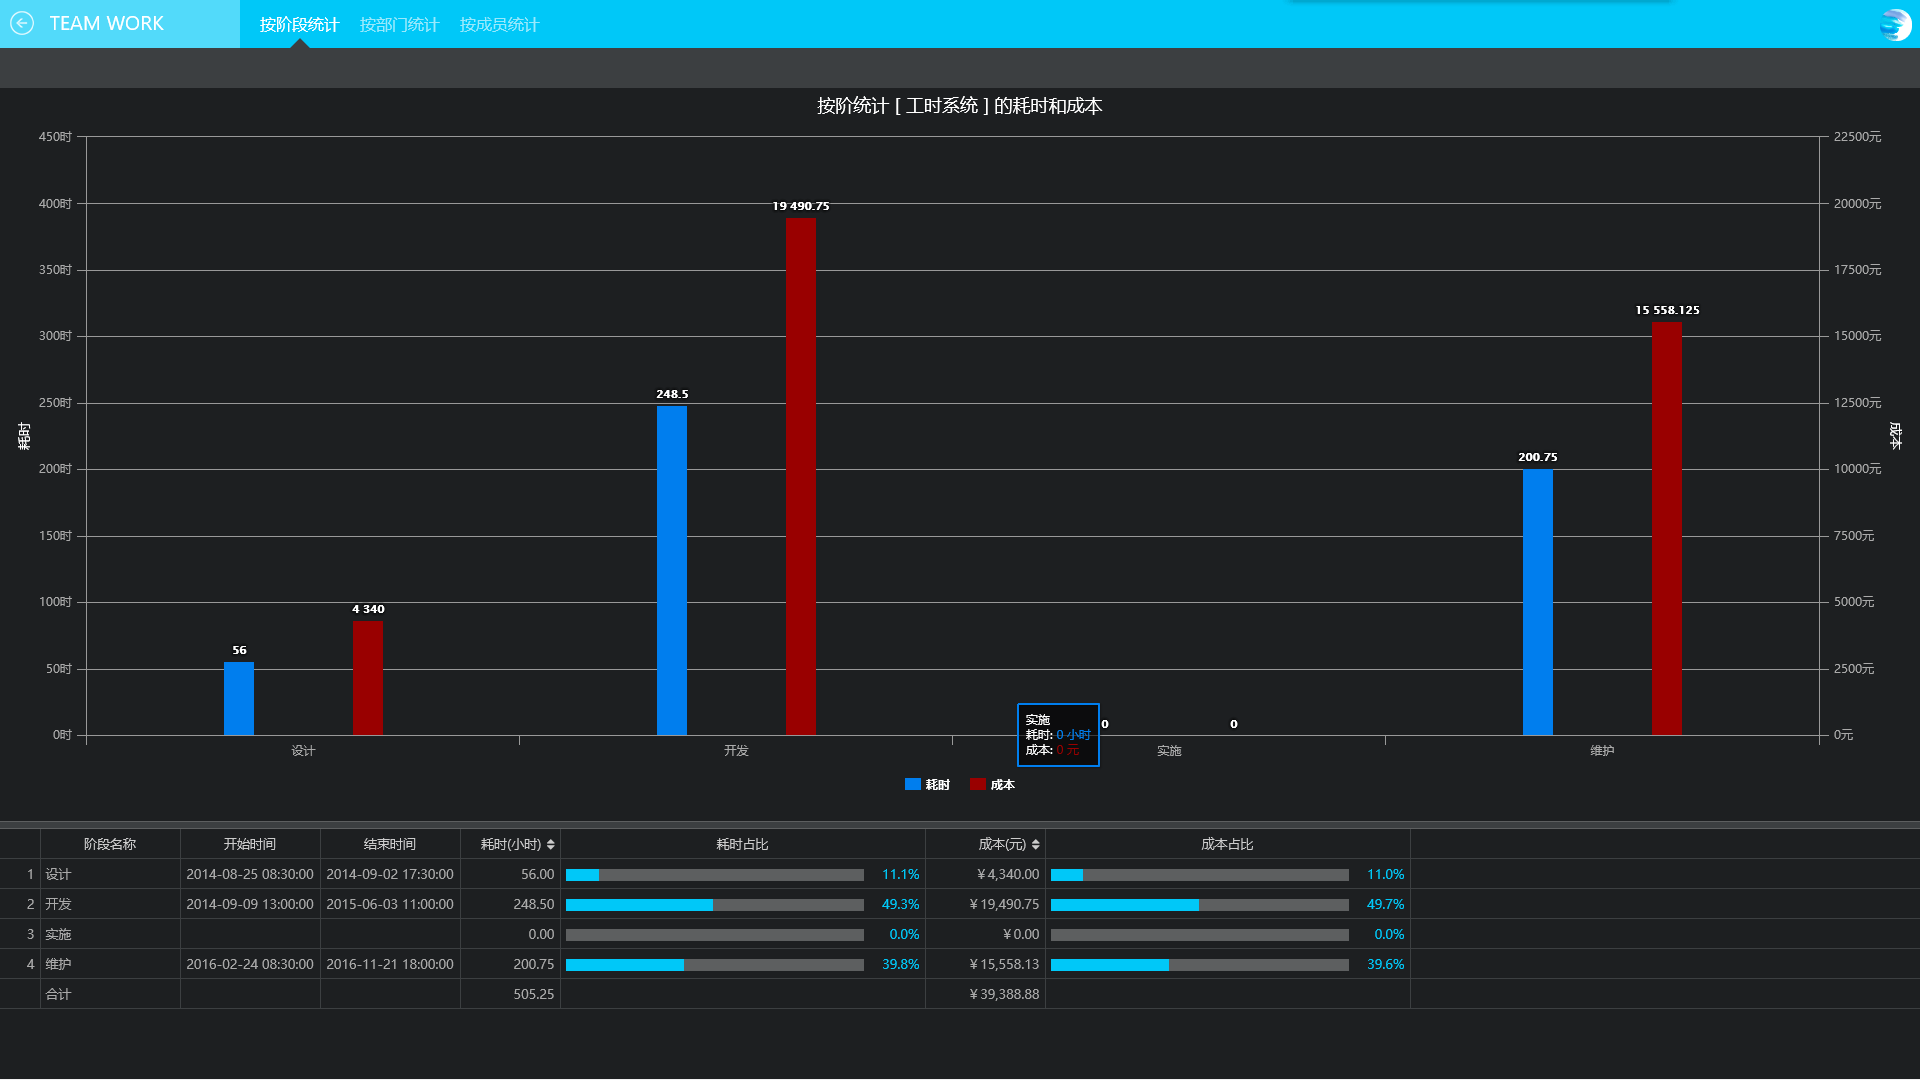 TEAM WORK 按阶段统计 按部门统计 按成员统计
按阶统计 [ 工时系统 ] 的耗时和成本
450时 22500元
400时 19 490.75 20000元
350时 17500元
300时 15 558.125 15000元
250时 248.5 12500元
耗时 成本
200时 200.75 10000元
150时 7500元
100时 4 340 5000元
50时 56 2500元
0时 0 0 0元
实施
耗时: 0 小时
成本: 0 元
设计 开发 实施 维护
耗时 成本
阶段名称 开始时间 结束时间 耗时(小时) 耗时占比 成本(元) 成本占比
1 设计 2014-08-25 08:30:00 2014-09-02 17:30:00 56.00 11.1% ¥4,340.00 11.0%
2 开发 2014-09-09 13:00:00 2015-06-03 11:00:00 248.50 49.3% ¥19,490.75 49.7%
3 实施 0.00 0.0% ¥0.00 0.0%
4 维护 2016-02-24 08:30:00 2016-11-21 18:00:00 200.75 39.8% ¥15,558.13 39.6%
合计 505.25 ¥39,388.88